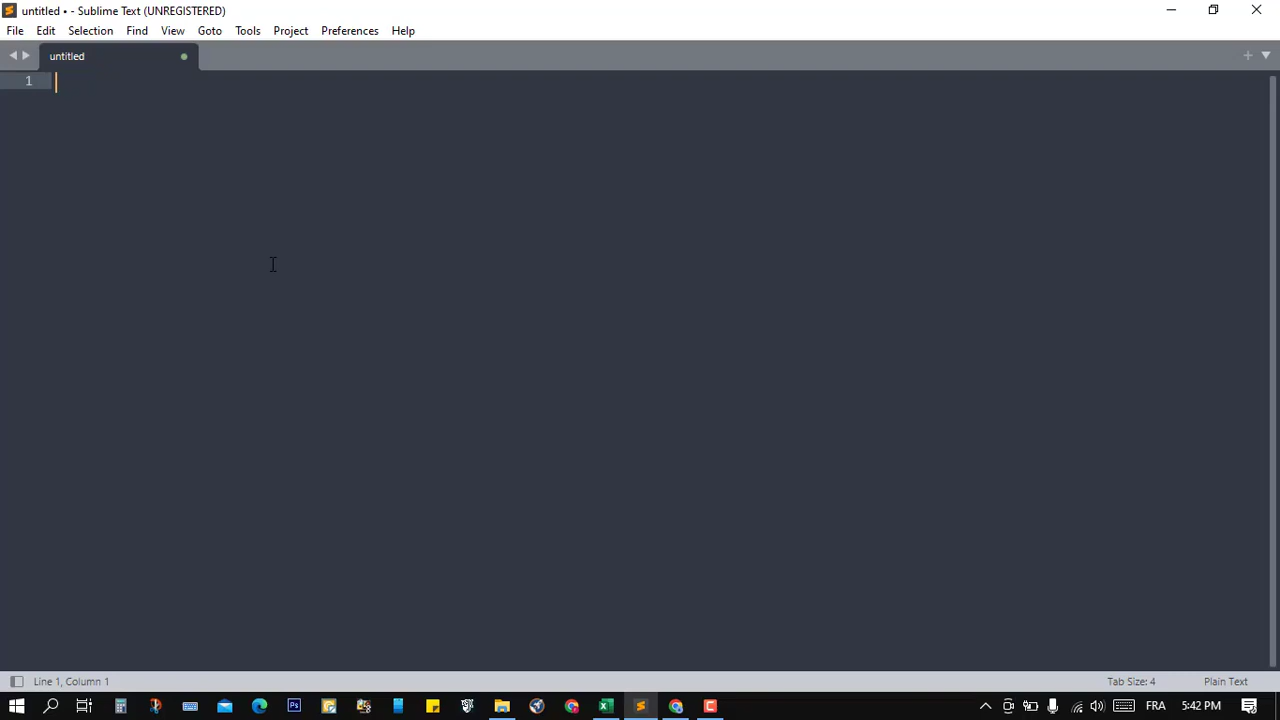 untitled • - Sublime Text (UNREGISTERED)
File Edit Selection Find View Goto Tools Project Preferences Help
untitled
1
Line 1, Column 1 Tab Size: 4 Plain Text
Ps FRA 5:42 PM